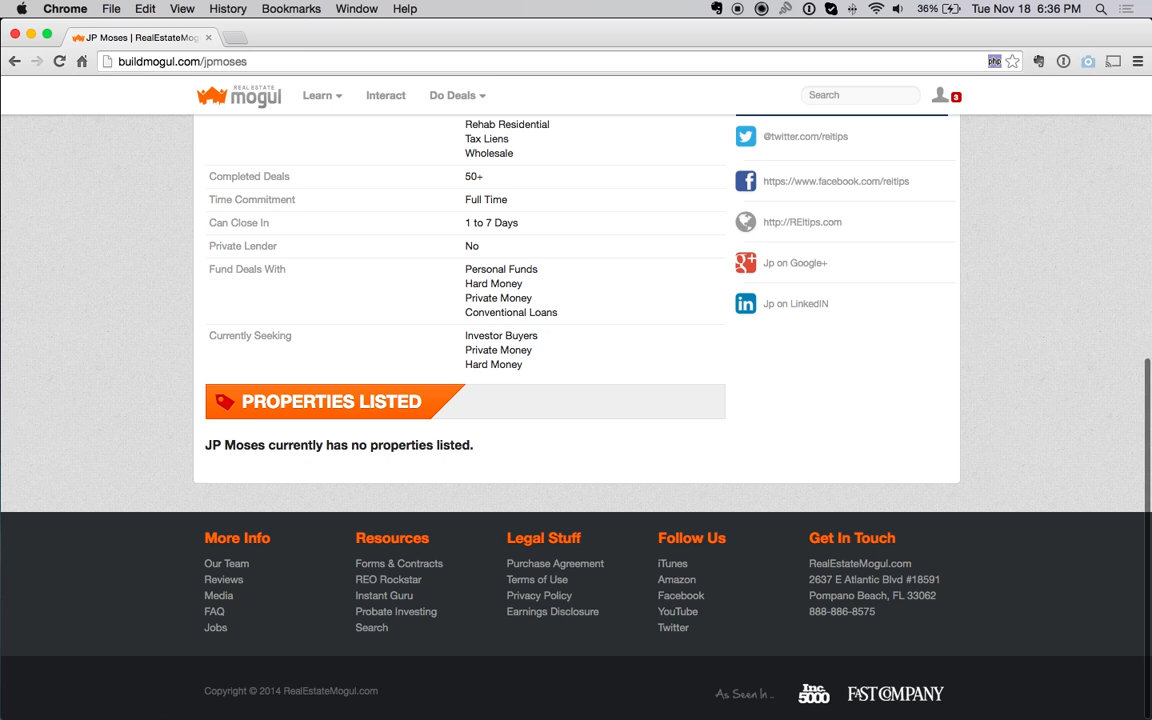 Chrome File Edit View History Bookmarks Window Help 36% Tue Nov 18 6:36 PM
JP Moses | RealEstateMog
buildmogul.com/jpmoses php
REAL ESTATE
mogul Learn Interact Do Deals Search 3
Rehab Residential
Tax Liens
Wholesale
Completed Deals 50+
Time Commitment Full Time
Can Close In 1 to 7 Days
Private Lender No
Fund Deals With Personal Funds
Hard Money
Private Money
Conventional Loans
Currently Seeking Investor Buyers
Private Money
Hard Money
@twitter.com/reitips
https://www.facebook.com/reitips
http://REItips.com
Jp on Google+
Jp on LinkedIN
PROPERTIES LISTED
JP Moses currently has no properties listed.
More Info
Our Team
Reviews
Media
FAQ
Jobs
Resources
Forms & Contracts
REO Rockstar
Instant Guru
Probate Investing
Search
Legal Stuff
Purchase Agreement
Terms of Use
Privacy Policy
Earnings Disclosure
Follow Us
iTunes
Amazon
Facebook
YouTube
Twitter
Get In Touch
RealEstateMogul.com
2637 E Atlantic Blvd #18591
Pompano Beach, FL 33062
888-886-8575
Copyright © 2014 RealEstateMogul.com
As Seen In... Inc. 5000 FAST COMPANY